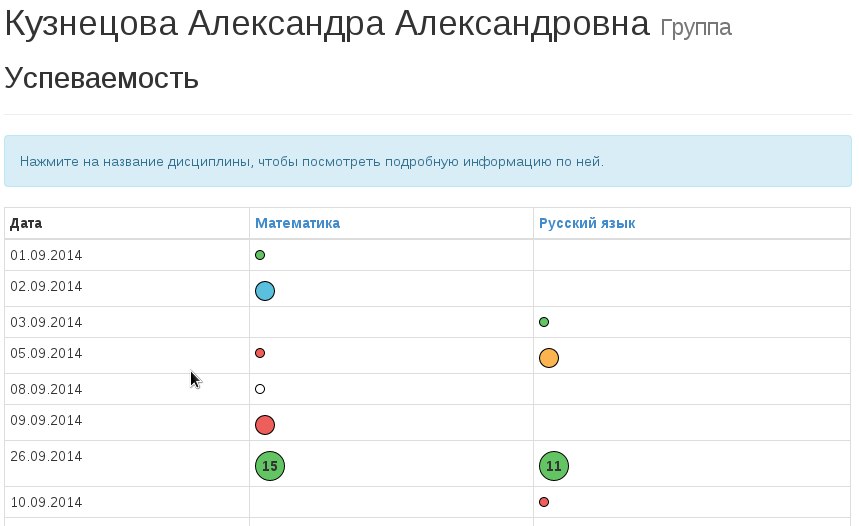 Кузнецова Александра Александровна Группа
Успеваемость
Нажмите на название дисциплины, чтобы посмотреть подробную информацию по ней.
Дата Математика Русский язык
01.09.2014
02.09.2014
03.09.2014
05.09.2014
08.09.2014
09.09.2014
26.09.2014 15 11
10.09.2014